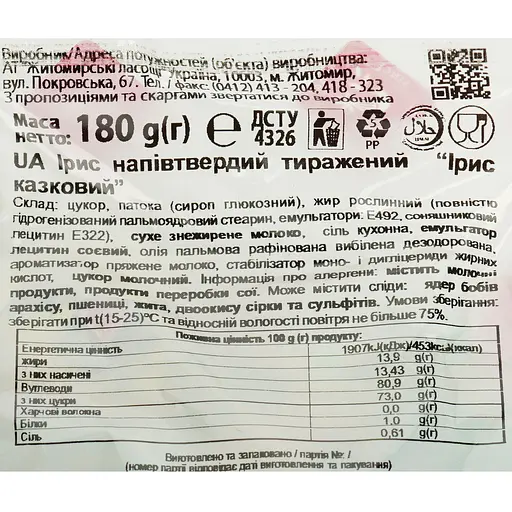 Виробник/Адреса потужностей (об'єкта) виробництва:
АТ "Житомирські ласощі" Україна, 10003, м. Житомир,
вул. Покровська, 67. Тел. / факс: (0412) 413 - 204, 418 - 323
З пропозиціями та скаргами звертатися до виробника
Маса нетто: 180 g(г) ℮ ДСТУ 4326 5 PP
UA Ірис напівтвердий тиражений "Ірис
казковий"
Склад: цукор, патока (сироп глюкозний), жир рослинний (повністю
гідрогенізований пальмоядровий стеарин, емульгатори: Е492, соняшниковий
лецитин Е322), сухе знежирене молоко, сіль кухонна, емульгатор
лецитин соєвий, олія пальмова рафінована вибілена дезодорована,
ароматизатор пряжене молоко, стабілізатор моно- і дигліцериди жирних
кислот, цукор молочний. Інформація про алергени: містить молочні
продукти, продукти переробки сої. Може містити сліди: ядер бобів
арахісу, пшениці, жита, двоокису сірки та сульфітів. Умови зберігання:
зберігати при t(15-25)°С та відносній вологості повітря не більше 75%.
Поживна цінність 100 g (г) продукту:
Енергетична цінність 1907kJ(кДж)/453kcal(ккал)
жири 13,9 g(г)
з них насичені 13,43 g(г)
Вуглеводи 80,9 g(г)
з них цукри 73,0 g(г)
Харчові волокна 0,0 g(г)
Білки 1,0 g(г)
Сіль 0,61 g(г)
Виготовлено та запаковано / партія №: /
(номер партії відповідає даті виготовлення та пакування)